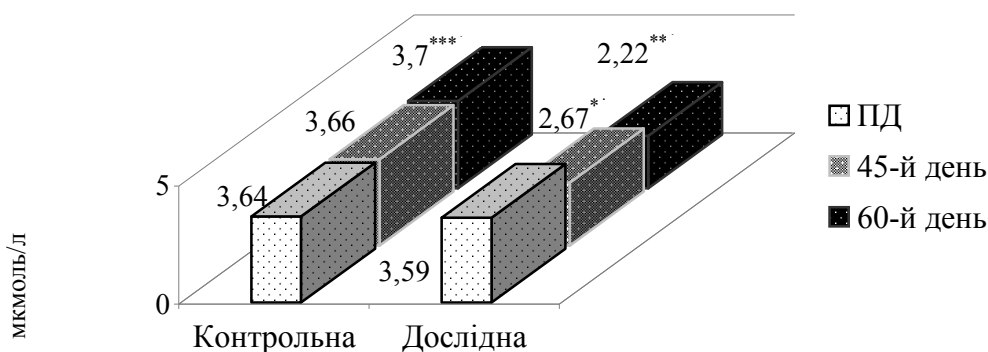 3,7***
2,22**
3,66
2,67*
3,64
3,59
5
0
мкмоль/л
Контрольна
Дослідна
ПД
45-й день
60-й день